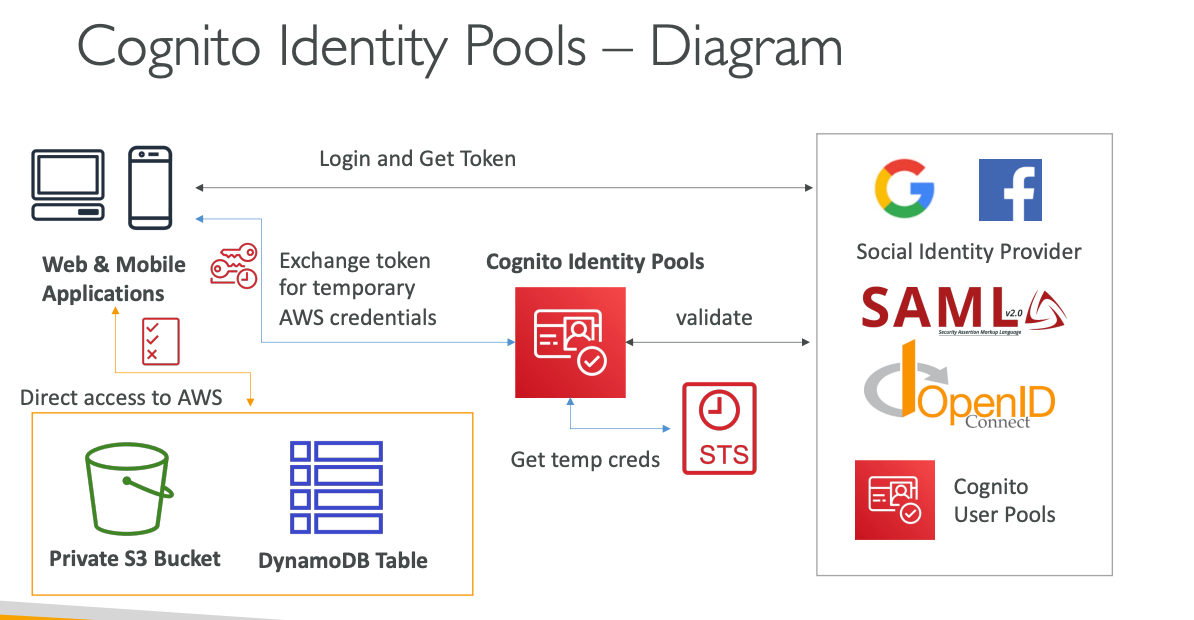 Cognito Identity Pools – Diagram
Login and Get Token
Web & Mobile
Applications
Exchange token
for temporary
AWS credentials
Cognito Identity Pools
validate
Social Identity Provider
SAML v2.0
Security Assertion Markup Language
OpenID
Connect
Direct access to AWS
STS
Get temp creds
Cognito
User Pools
Private S3 Bucket
DynamoDB Table